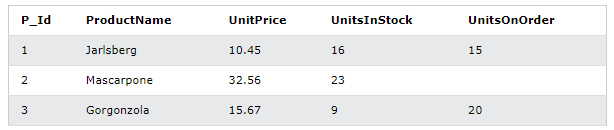 P_Id ProductName UnitPrice UnitsInStock UnitsOnOrder
1 Jarlsberg 10.45 16 15
2 Mascarpone 32.56 23
3 Gorgonzola 15.67 9 20